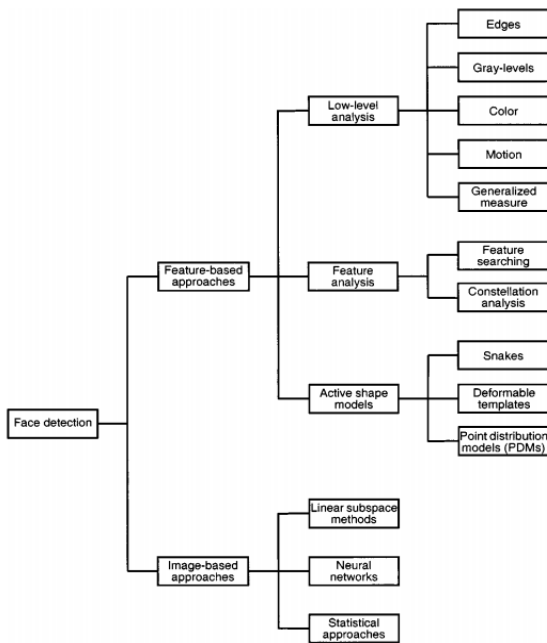 Edges
Gray-levels
Low-level
analysis
Color
Motion
Generalized
measure
Feature-based
approaches
Feature
analysis
Feature
searching
Constellation
analysis
Snakes
Active shape
models
Deformable
templates
Point distribution
models (PDMs)
Face detection
Linear subspace
methods
Image-based
approaches
Neural
networks
Statistical
approaches